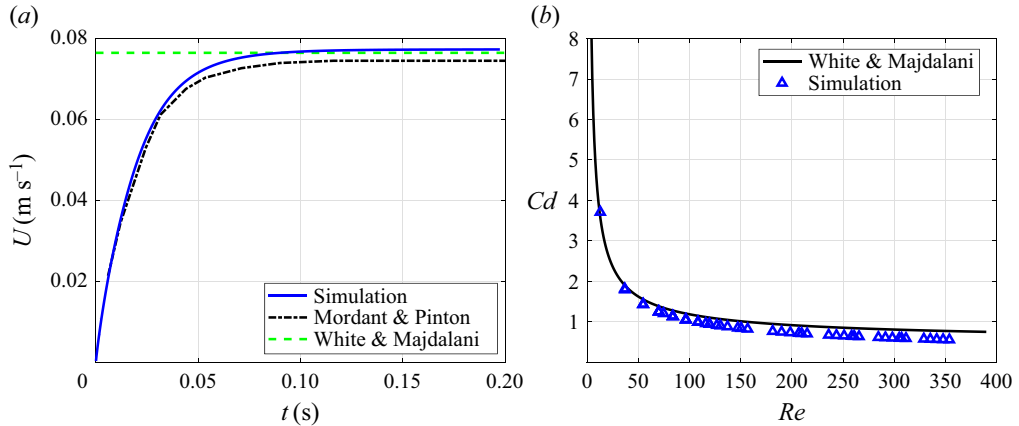 (a)
0.08
0.06
0.04
0.02
0
0.05
0.10
0.15
0.20
U (m s⁻¹)
t (s)
Simulation
Mordant & Pinton
White & Majdalani
(b)
8
7
6
5
4
3
2
1
0
50
100
150
200
250
300
350
400
Cd
Re
White & Majdalani
Simulation